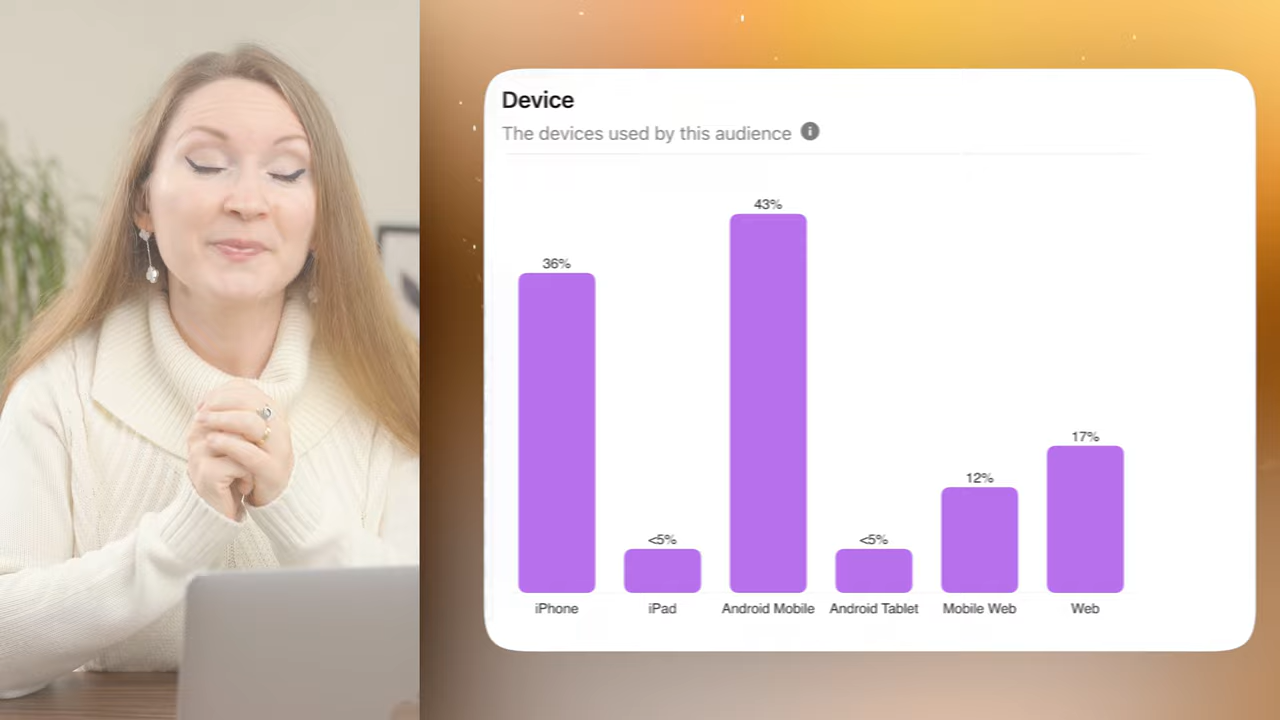 Device
The devices used by this audience
36%
<5%
43%
<5%
12%
17%
iPhone
iPad
Android Mobile
Android Tablet
Mobile Web
Web